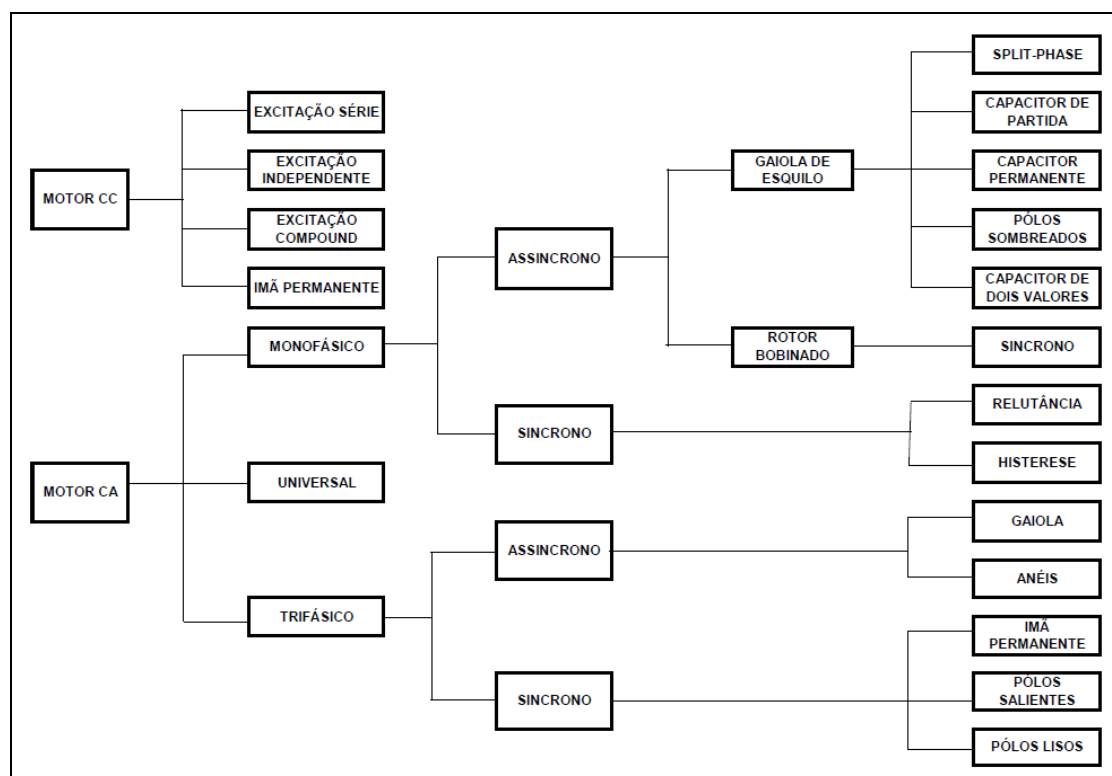 SPLIT-PHASE
EXCITAÇÃO SÉRIE
CAPACITOR DE
PARTIDA
MOTOR CC
EXCITAÇÃO
INDEPENDENTE
GAIOLA DE
ESQUILO
CAPACITOR
PERMANENTE
EXCITAÇÃO
COMPOUND
PÓLOS
SOMBREADOS
ASSINCRONO
IMÃ PERMANENTE
CAPACITOR DE
DOIS VALORES
MONOFÁSICO
ROTOR
BOBINADO
SINCRONO
RELUTÂNCIA
SINCRONO
HISTERESE
MOTOR CA
UNIVERSAL
GAIOLA
ASSINCRONO
ANÉIS
TRIFÁSICO
IMÃ
PERMANENTE
SINCRONO
PÓLOS
SALIENTES
PÓLOS LISOS